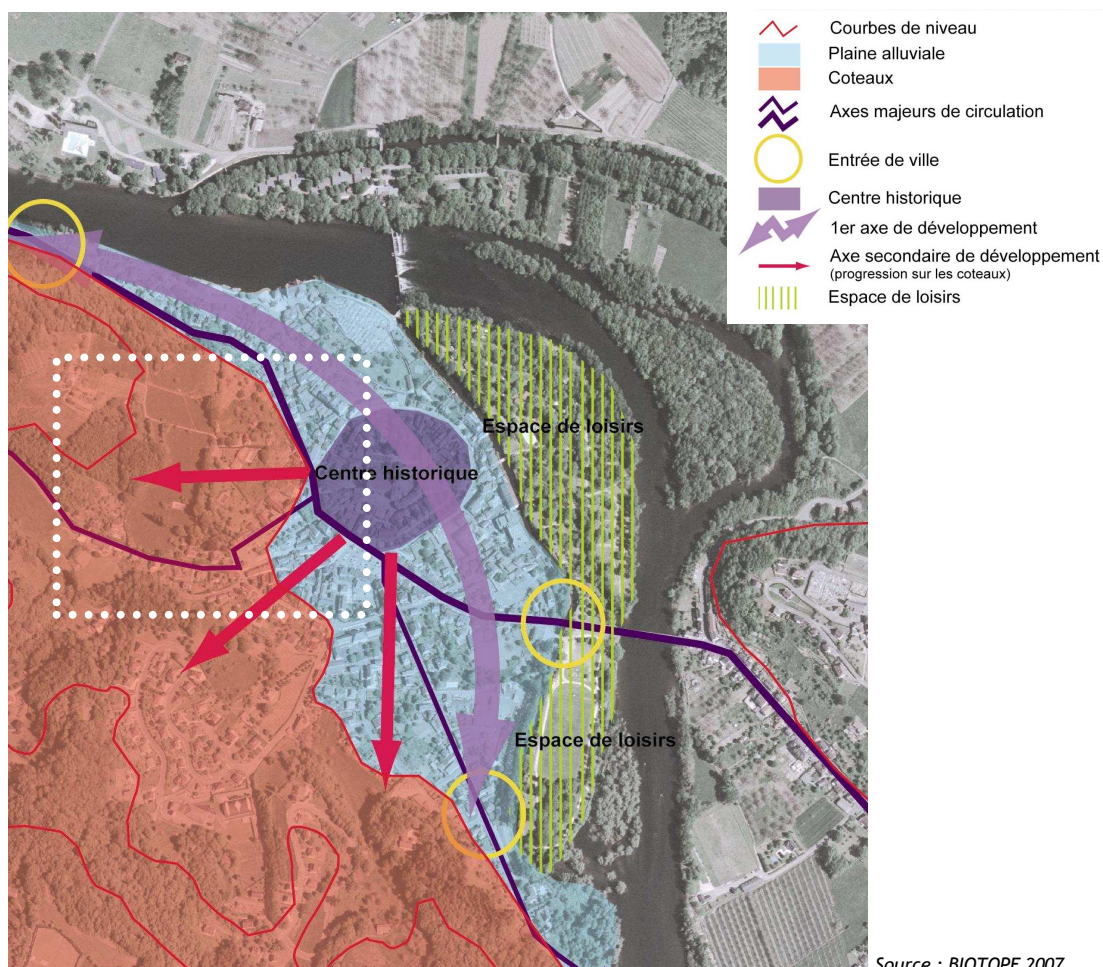 Courbes de niveau
Plaine alluviale
Coteaux
Axes majeurs de circulation
Entrée de ville
Centre historique
1er axe de développement
Axe secondaire de développement
(progression sur les coteaux)
Espace de loisirs
Espace de loisirs
Centre historique
Espace de loisirs
Source : BIOTOPE 2007